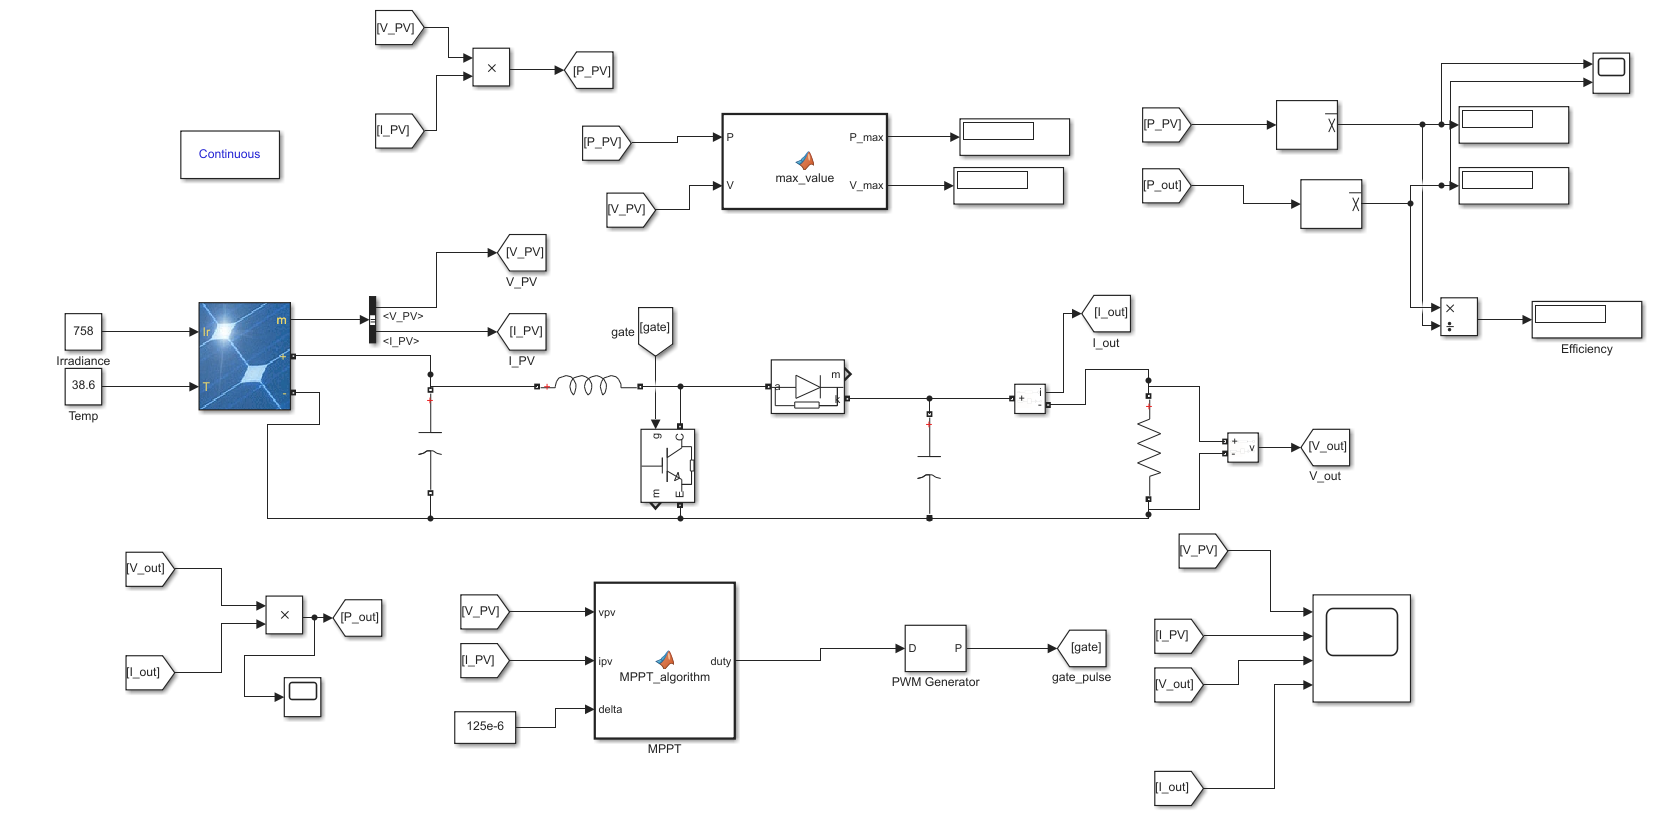 [V_PV]
×
[P_PV]
[I_PV]
Continuous
[P_PV]
P
P_max
max_value
V
V_max
[V_PV]
[P_PV]
X
[P_out]
X
×
÷
Efficiency
[V_PV]
V_PV
<V_PV>
[I_PV]
<I_PV>
I_PV
758
Irradiance
38.6
Temp
Ir
T
m
+
-
gate
[gate]
+
+
g
C
m
E
a
m
k
+
+
i
-
[I_out]
I_out
+
+
-
v
[V_out]
V_out
[V_out]
×
[P_out]
[I_out]
[V_PV]
[I_PV]
125e-6
vpv
ipv
delta
duty
MPPT_algorithm
MPPT
D
P
PWM Generator
[gate]
gate_pulse
[V_PV]
[I_PV]
[V_out]
[I_out]